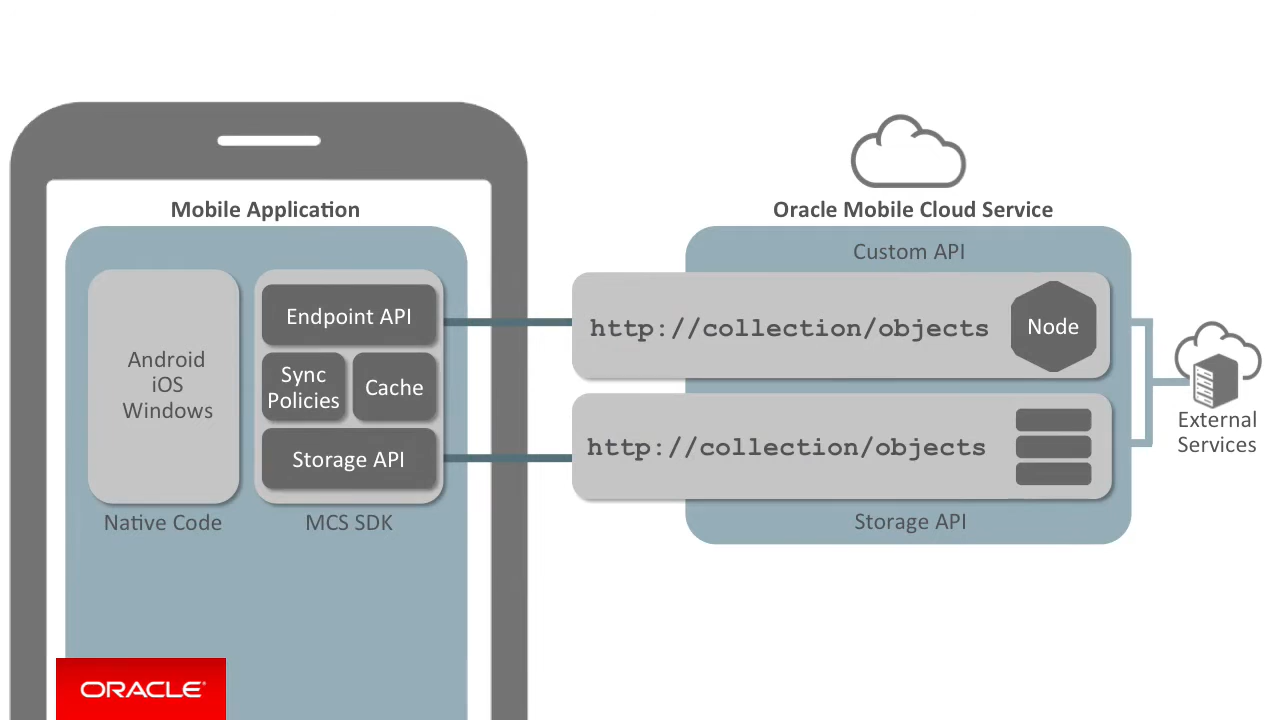 Mobile Application
Oracle Mobile Cloud Service
Custom API
Endpoint API
http://collection/objects
Node
Android
iOS
Windows
Sync
Policies
Cache
External
Services
Storage API
http://collection/objects
Native Code
MCS SDK
Storage API
ORACLE®